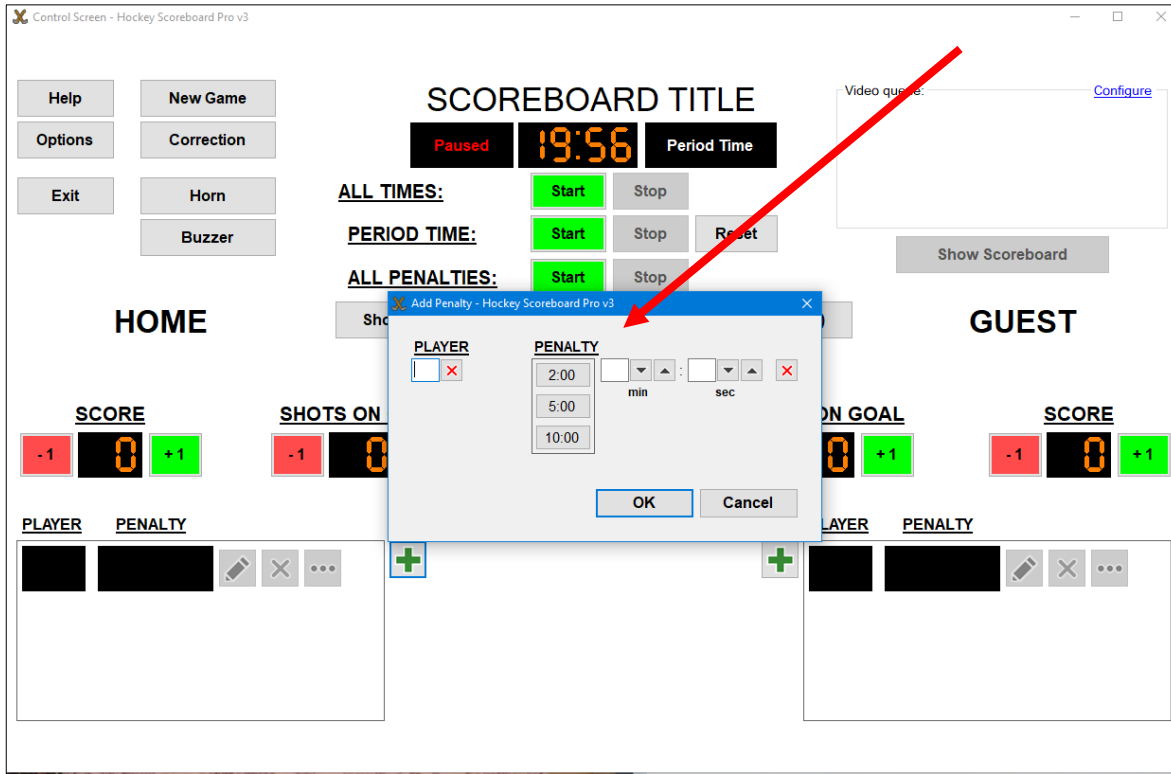 Control Screen - Hockey Scoreboard Pro v3
Help
New Game
SCOREBOARD TITLE
Video queue:
Configure
Options
Correction
Paused
19:56
Period Time
Exit
Horn
ALL TIMES:
Start
Stop
Buzzer
PERIOD TIME:
Start
Stop
Reset
Show Scoreboard
ALL PENALTIES:
Start
Stop
Add Penalty - Hockey Scoreboard Pro v3
HOME
GUEST
PLAYER
PENALTY
2:00
:
min
sec
5:00
10:00
SCORE
SHOTS ON
ON GOAL
SCORE
- 1
0
+ 1
- 1
0
0
+ 1
- 1
0
+ 1
OK
Cancel
PLAYER
PENALTY
LAYER
PENALTY